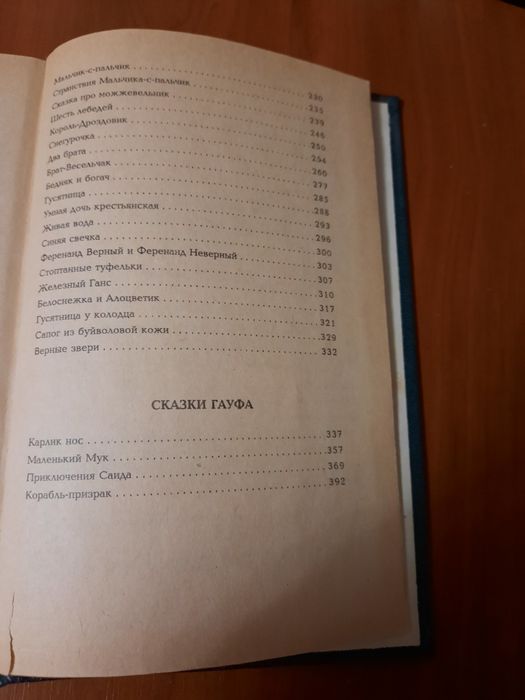 Мальчик-с-пальчик . . . . . . . . . . 230
Странствия Мальчика-с-пальчик . . . . . . . . . . 235
Сказка про можжевельник . . . . . . . . . . 239
Шесть лебедей . . . . . . . . . . 246
Король-Дроздовик . . . . . . . . . . 250
Снегурочка . . . . . . . . . . 254
Два брата . . . . . . . . . . 266
Брат-Весельчак . . . . . . . . . . 277
Бедняк и богач . . . . . . . . . . 285
Гусятница . . . . . . . . . . 288
Умная дочь крестьянская . . . . . . . . . . 293
Живая вода . . . . . . . . . . 296
Синяя свечка . . . . . . . . . . 300
Ференанд Верный и Ференанд Неверный . . . . . . . . . . 303
Стоптанные туфельки . . . . . . . . . . 307
Железный Ганс . . . . . . . . . . 310
Белоснежка и Алоцветик . . . . . . . . . . 317
Гусятница у колодца . . . . . . . . . . 321
Сапог из буйволовой кожи . . . . . . . . . . 329
Верные звери . . . . . . . . . . 332
СКАЗКИ ГАУФА
Карлик нос . . . . . . . . . . 337
Маленький Мук . . . . . . . . . . 357
Приключения Саида . . . . . . . . . . 369
Корабль-призрак . . . . . . . . . . 392